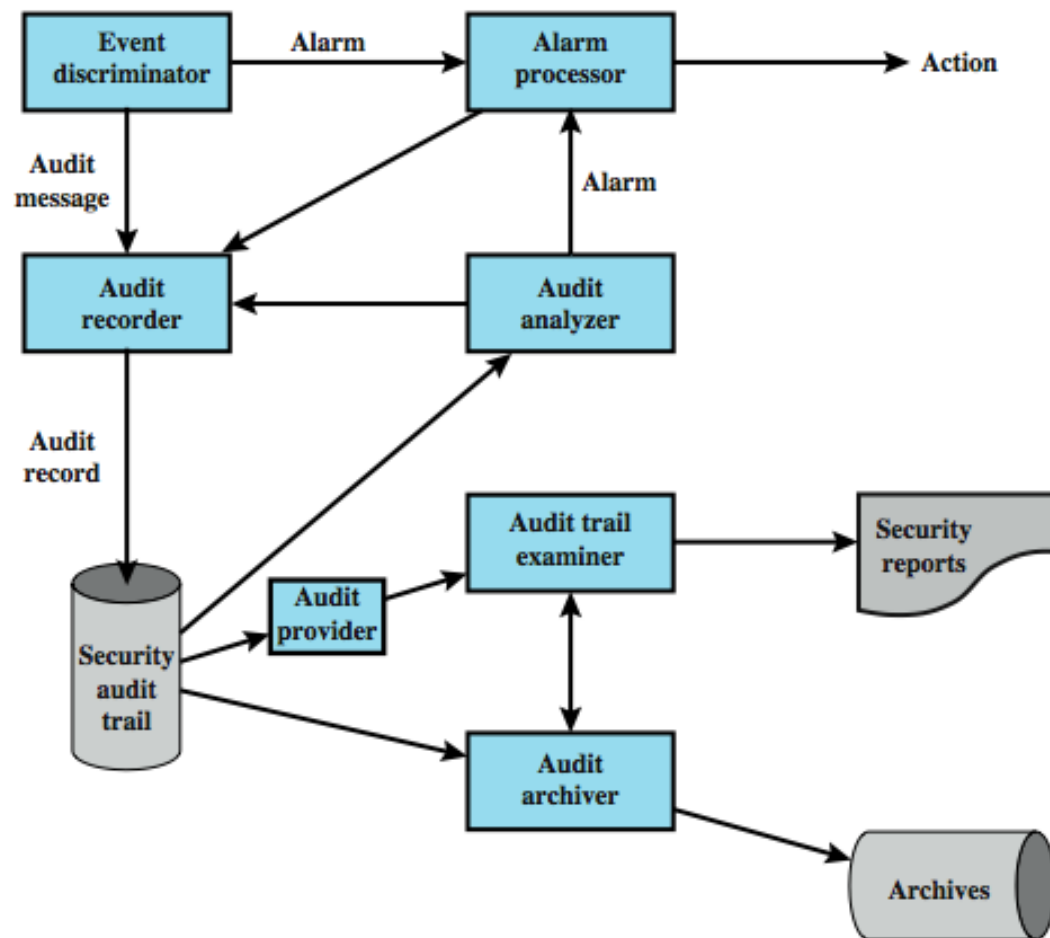 Event
discriminator
Alarm
Alarm
processor
Action
Audit
message
Alarm
Audit
recorder
Audit
analyzer
Audit
record
Audit trail
examiner
Security
reports
Audit
provider
Security
audit
trail
Audit
archiver
Archives